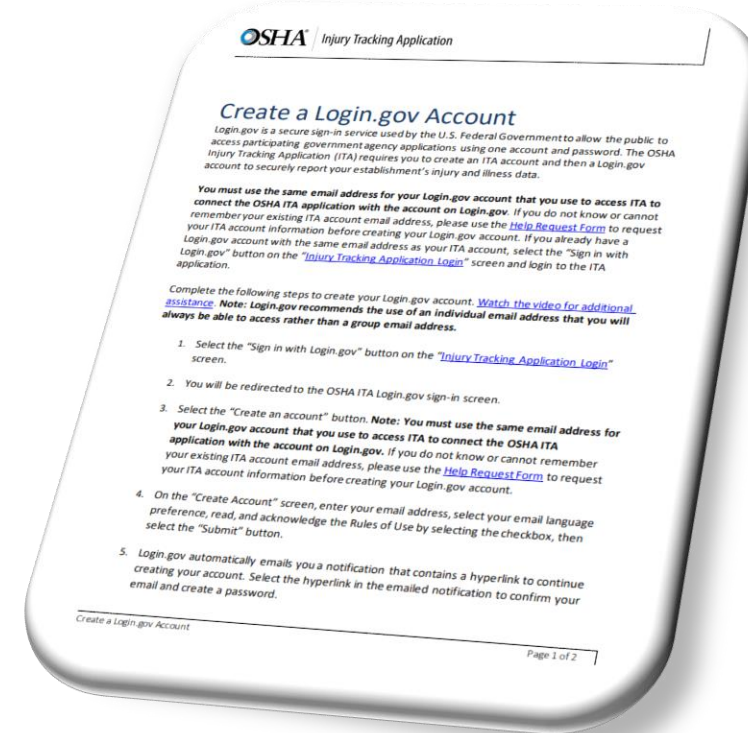 OSHA Injury Tracking Application
Create a Login.gov Account
Login.gov is a secure sign-in service used by the U.S. Federal Government to allow the public to
access participating government agency applications using one account and password. The OSHA
Injury Tracking Application (ITA) requires you to create an ITA account and then a Login.gov
account to securely report your establishment's injury and illness data.
You must use the same email address for your Login.gov account that you use to access ITA to
connect the OSHA ITA application with the account on Login.gov. If you do not know or cannot
remember your existing ITA account email address, please use the Help Request Form to request
your ITA account information before creating your Login.gov account. If you already have a
Login.gov account with the same email address as your ITA account, select the "Sign in with
Login.gov" button on the "Injury Tracking Application Login" screen and login to the ITA
application.
Complete the following steps to create your Login.gov account. Watch the video for additional
assistance. Note: Login.gov recommends the use of an individual email address that you will
always be able to access rather than a group email address.
1. Select the "Sign in with Login.gov" button on the "Injury Tracking Application Login"
screen.
2. You will be redirected to the OSHA ITA Login.gov sign-in screen.
3. Select the "Create an account" button. Note: You must use the same email address for
your Login.gov account that you use to access ITA to connect the OSHA ITA
application with the account on Login.gov. If you do not know or cannot remember
your existing ITA account email address, please use the Help Request Form to request
your ITA account information before creating your Login.gov account.
4. On the "Create Account" screen, enter your email address, select your email language
preference, read, and acknowledge the Rules of Use by selecting the checkbox, then
select the "Submit" button.
5. Login.gov automatically emails you a notification that contains a hyperlink to continue
creating your account. Select the hyperlink in the emailed notification to confirm your
email and create a password.
Create a Login.gov Account
Page 1 of 2